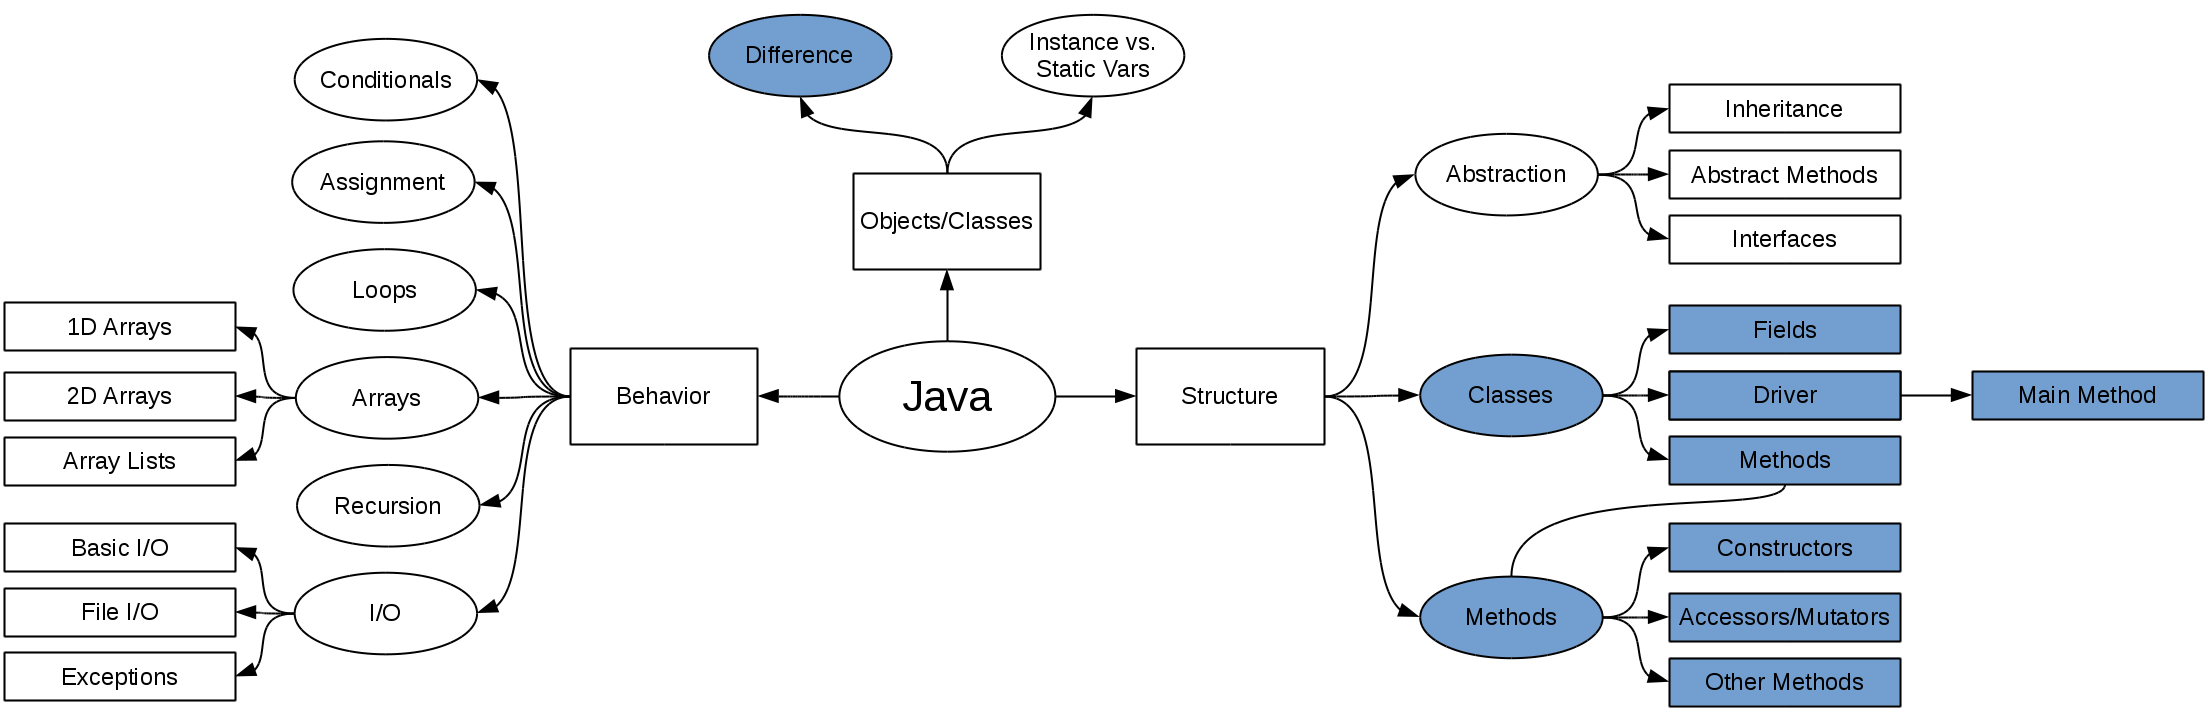 Difference
Instance vs.
Static Vars
Objects/Classes
Java
Behavior
Conditionals
Assignment
Loops
Arrays
1D Arrays
2D Arrays
Array Lists
Recursion
I/O
Basic I/O
File I/O
Exceptions
Structure
Abstraction
Inheritance
Abstract Methods
Interfaces
Classes
Fields
Driver
Main Method
Methods
Methods
Constructors
Accessors/Mutators
Other Methods